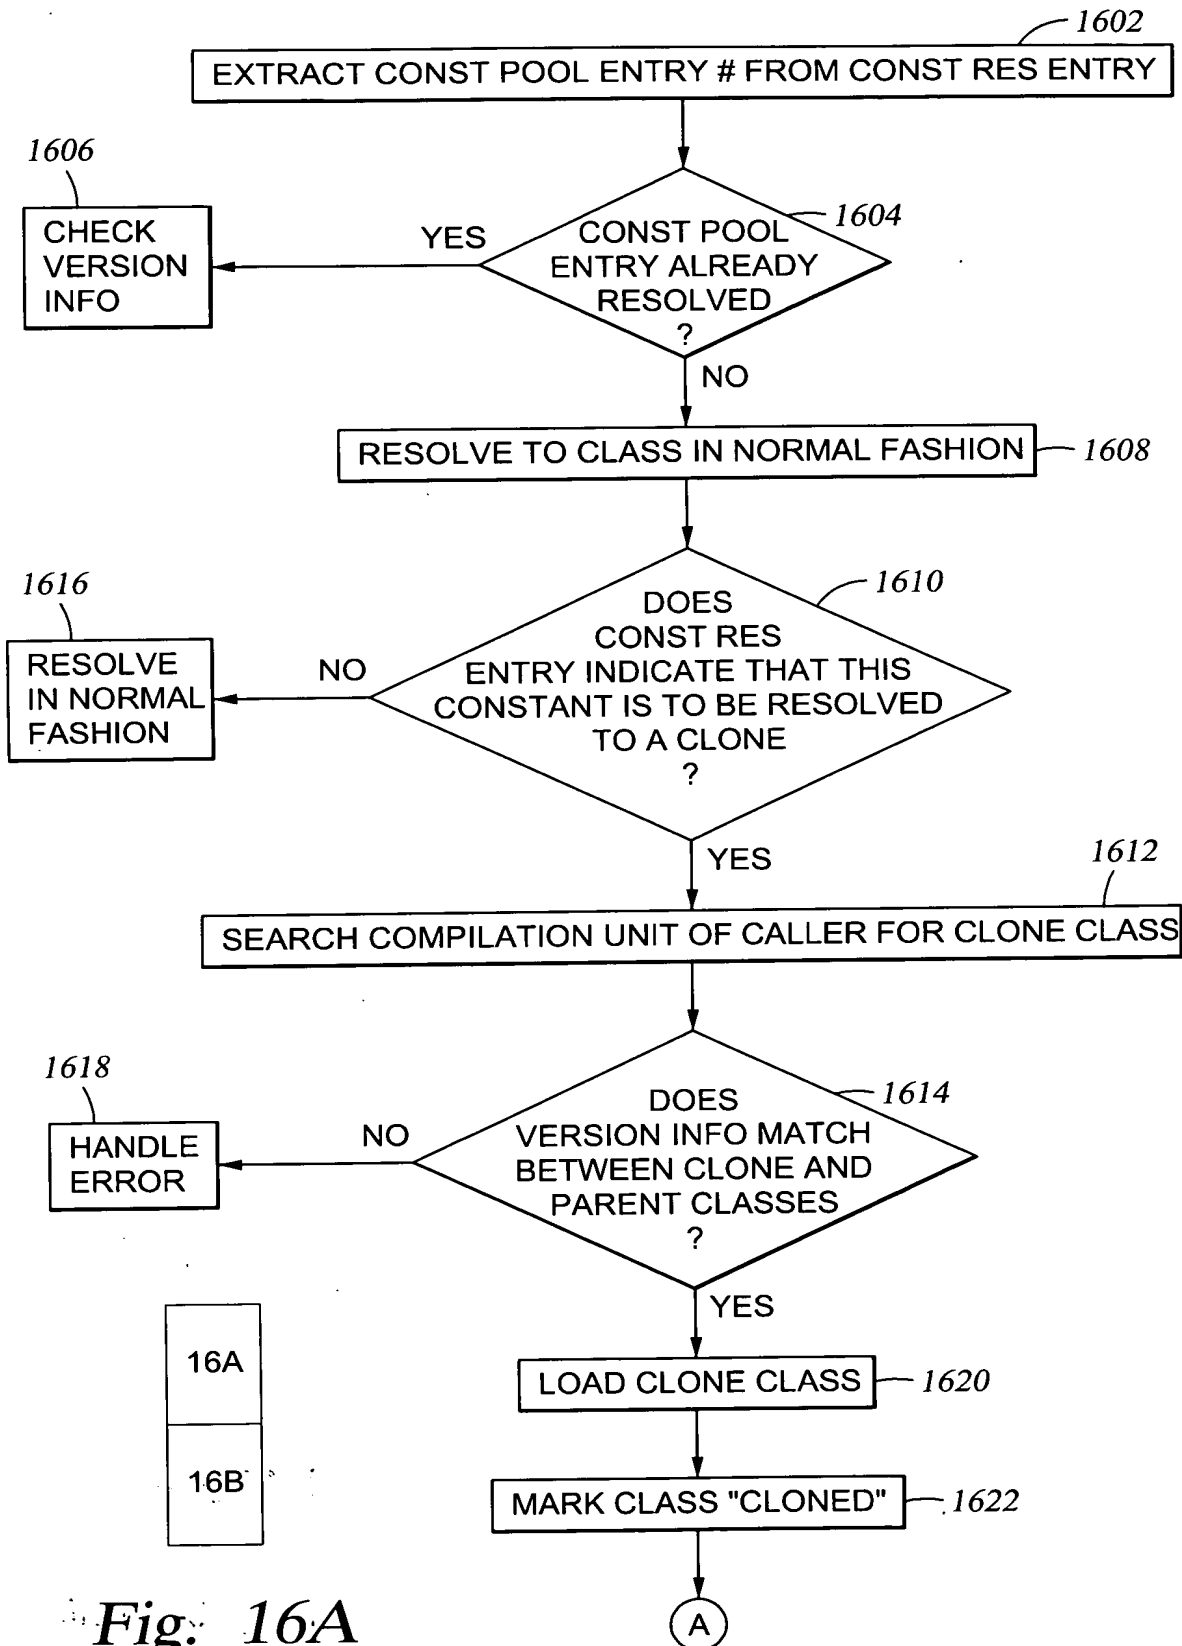 1602
EXTRACT CONST POOL ENTRY # FROM CONST RES ENTRY
1606
CHECK
VERSION
INFO
YES
1604
CONST POOL
ENTRY ALREADY
RESOLVED
?
NO
RESOLVE TO CLASS IN NORMAL FASHION
1608
1616
RESOLVE
IN NORMAL
FASHION
NO
1610
DOES
CONST RES
ENTRY INDICATE THAT THIS
CONSTANT IS TO BE RESOLVED
TO A CLONE
?
YES
1612
SEARCH COMPILATION UNIT OF CALLER FOR CLONE CLASS
1618
HANDLE
ERROR
NO
1614
DOES
VERSION INFO MATCH
BETWEEN CLONE AND
PARENT CLASSES
?
YES
LOAD CLONE CLASS
1620
16A
16B
MARK CLASS "CLONED"
1622
A
Fig. 16A